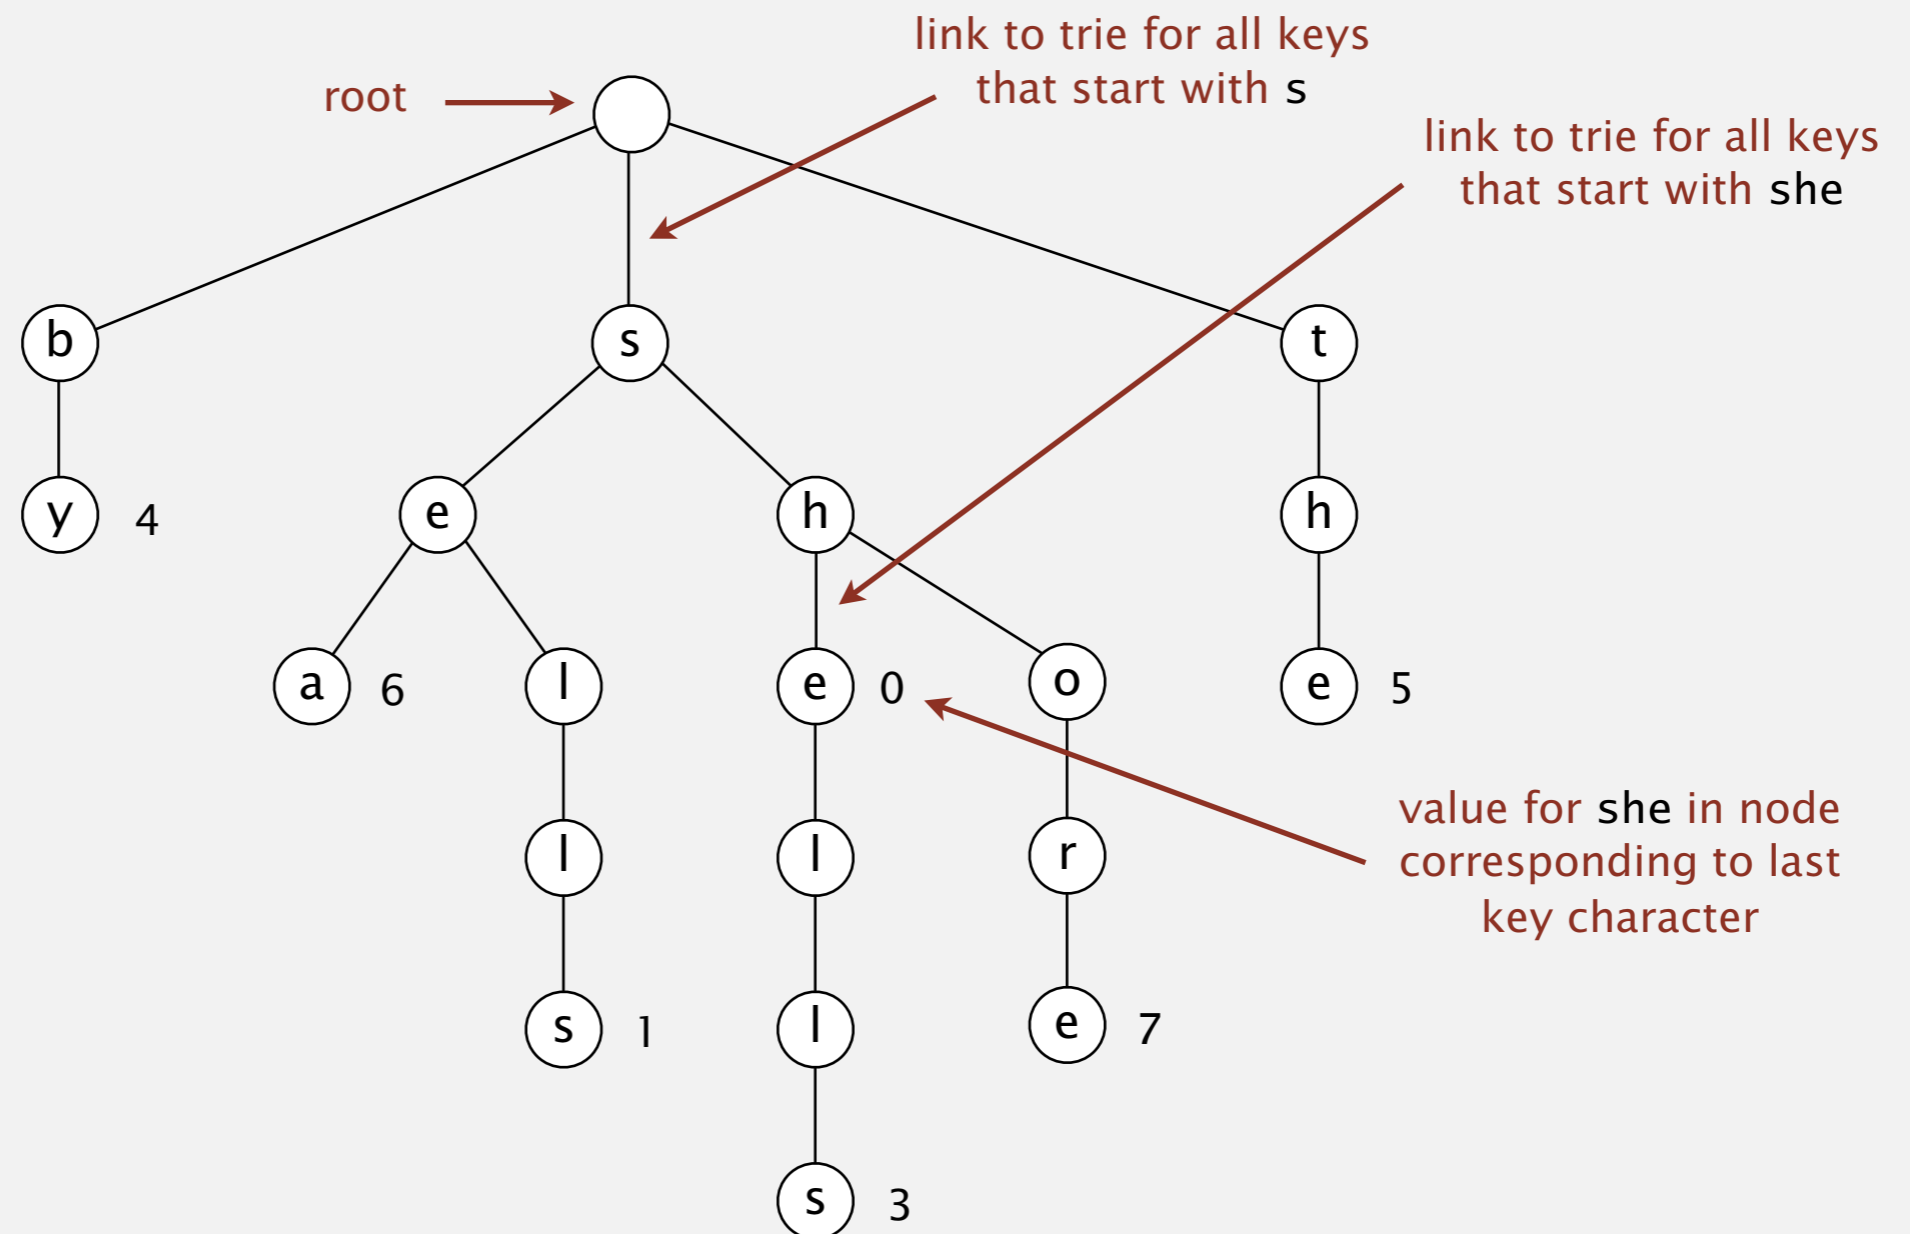 link to trie for all keys
that start with s
root
link to trie for all keys
that start with she
b
s
t
y 4
e
h
h
a 6
l
e 0
o
e 5
l
l
r
value for she in node
corresponding to last
key character
s 1
l
e 7
s 3